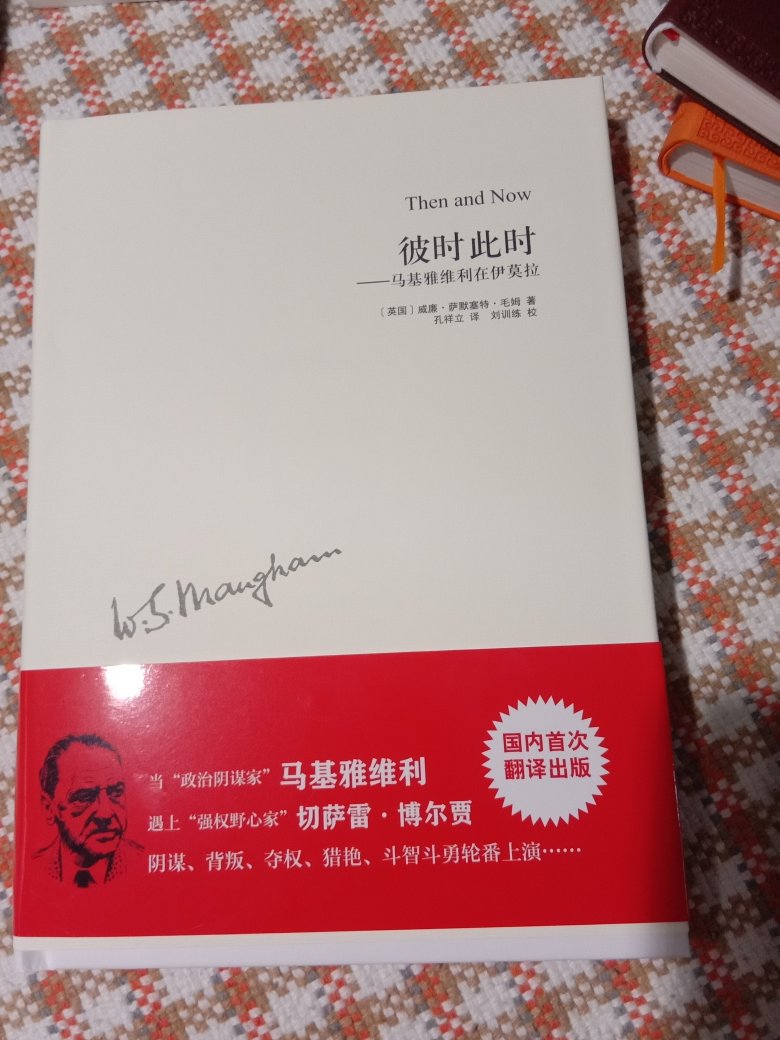 Then and Now
彼时此时
——马基雅维利在伊莫拉
〔英国〕威廉·萨默塞特·毛姆 著
孔祥立 译 刘训练 校
W.S.Maugham
国内首次
翻译出版
当“政治阴谋家”马基雅维利
遇上“强权野心家”切萨雷·博尔贾
阴谋、背叛、夺权、猎艳、斗智斗勇轮番上演……